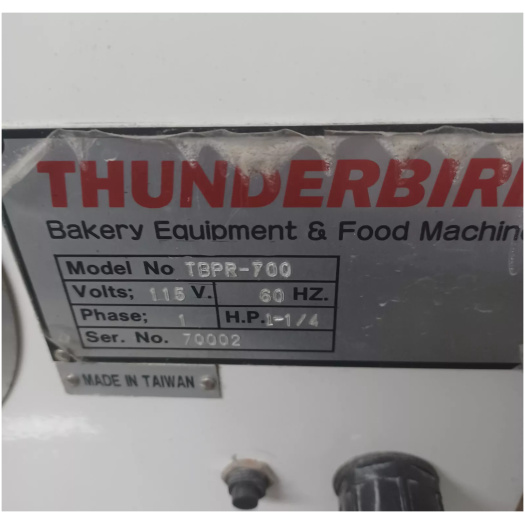 THUNDERBIR
Bakery Equipment & Food Machin
Model No TBPR-700
Volts; 115 V. 60 HZ.
Phase; 1 H.P. 1-1/4
Ser. No. 70002
MADE IN TAIWAN